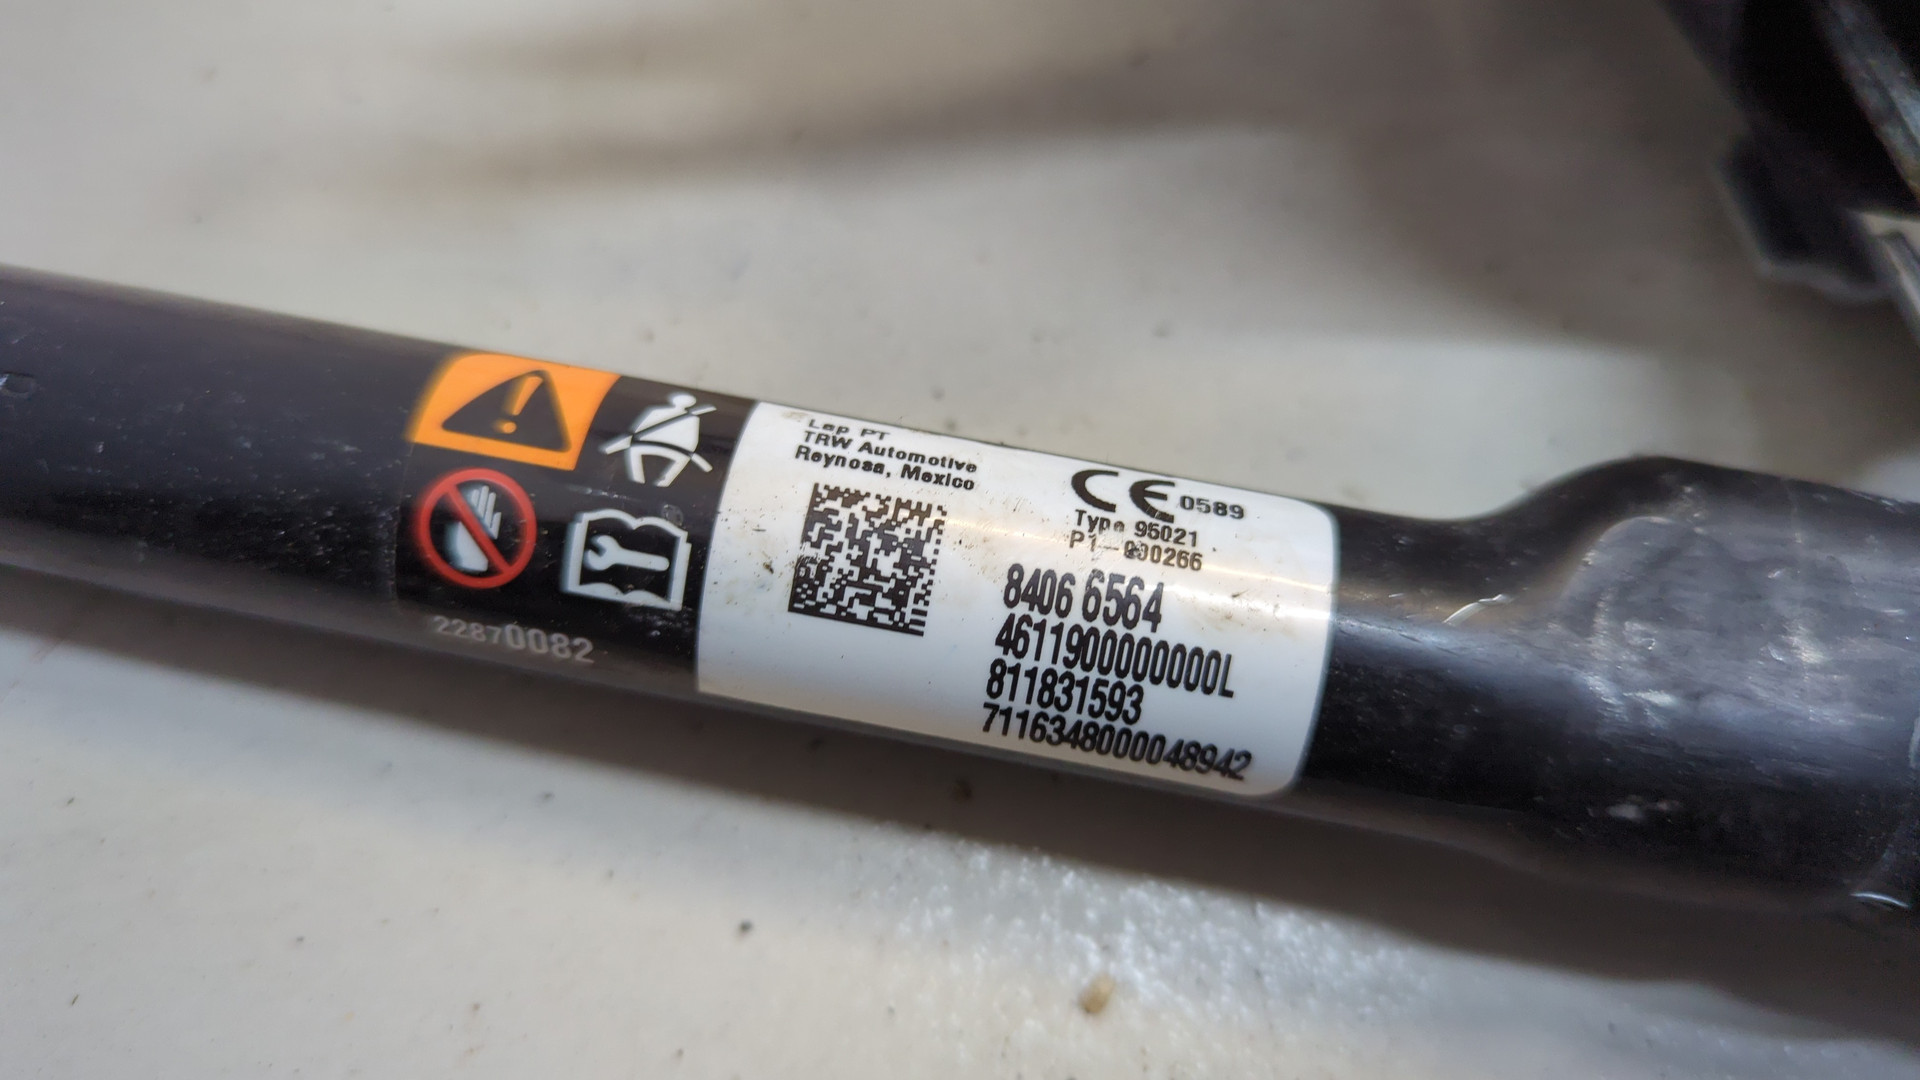 Lap PT
TRW Automotive
Reynosa, Mexico
CE 0589
Type 95021
8406 6564
4611900000000L
811831593
7116348000048942
22870082